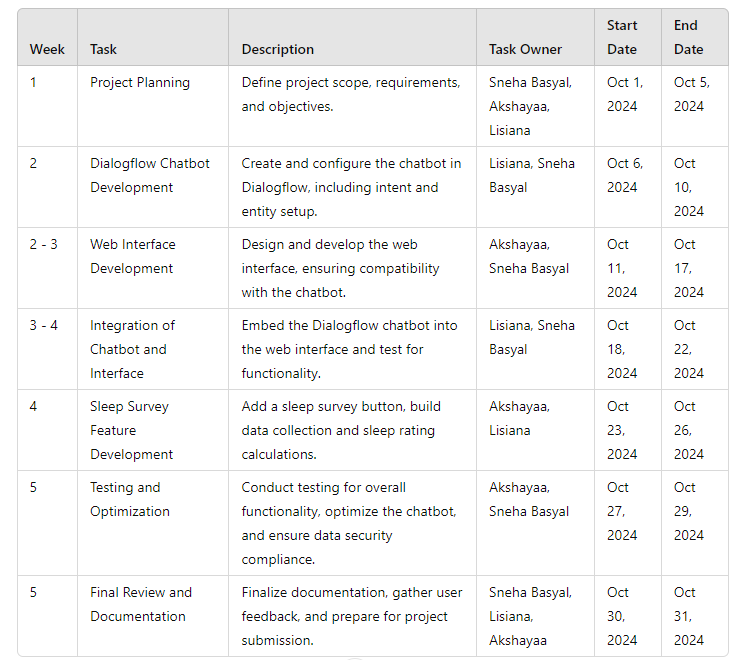 Week Task Description Task Owner Start Date End Date
1 Project Planning Define project scope, requirements, and objectives. Sneha Basyal, Akshayaa, Lisiana Oct 1, 2024 Oct 5, 2024
2 Dialogflow Chatbot Development Create and configure the chatbot in Dialogflow, including intent and entity setup. Lisiana, Sneha Basyal Oct 6, 2024 Oct 10, 2024
2 - 3 Web Interface Development Design and develop the web interface, ensuring compatibility with the chatbot. Akshayaa, Sneha Basyal Oct 11, 2024 Oct 17, 2024
3 - 4 Integration of Chatbot and Interface Embed the Dialogflow chatbot into the web interface and test for functionality. Lisiana, Sneha Basyal Oct 18, 2024 Oct 22, 2024
4 Sleep Survey Feature Development Add a sleep survey button, build data collection and sleep rating calculations. Akshayaa, Lisiana Oct 23, 2024 Oct 26, 2024
5 Testing and Optimization Conduct testing for overall functionality, optimize the chatbot, and ensure data security compliance. Akshayaa, Sneha Basyal Oct 27, 2024 Oct 29, 2024
5 Final Review and Documentation Finalize documentation, gather user feedback, and prepare for project submission. Sneha Basyal, Lisiana, Akshayaa Oct 30, 2024 Oct 31, 2024